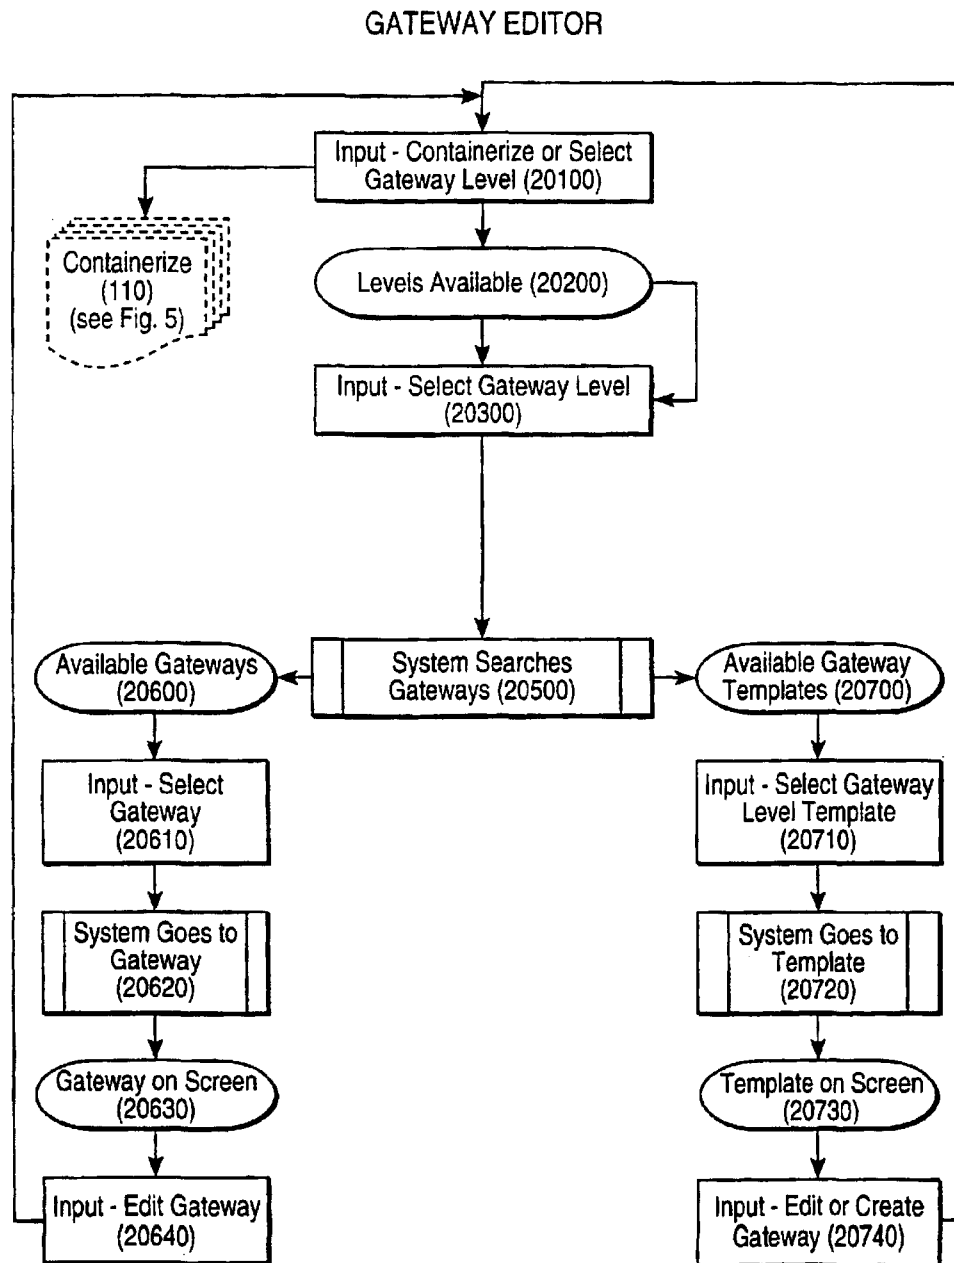 GATEWAY EDITOR
Input - Containerize or Select
Gateway Level (20100)
Containerize
(110)
(see Fig. 5)
Levels Available (20200)
Input - Select Gateway Level
(20300)
Available Gateways
(20600)
System Searches
Gateways (20500)
Available Gateway
Templates (20700)
Input - Select
Gateway
(20610)
Input - Select Gateway
Level Template
(20710)
System Goes to
Gateway
(20620)
System Goes to
Template
(20720)
Gateway on Screen
(20630)
Template on Screen
(20730)
Input - Edit Gateway
(20640)
Input - Edit or Create
Gateway (20740)